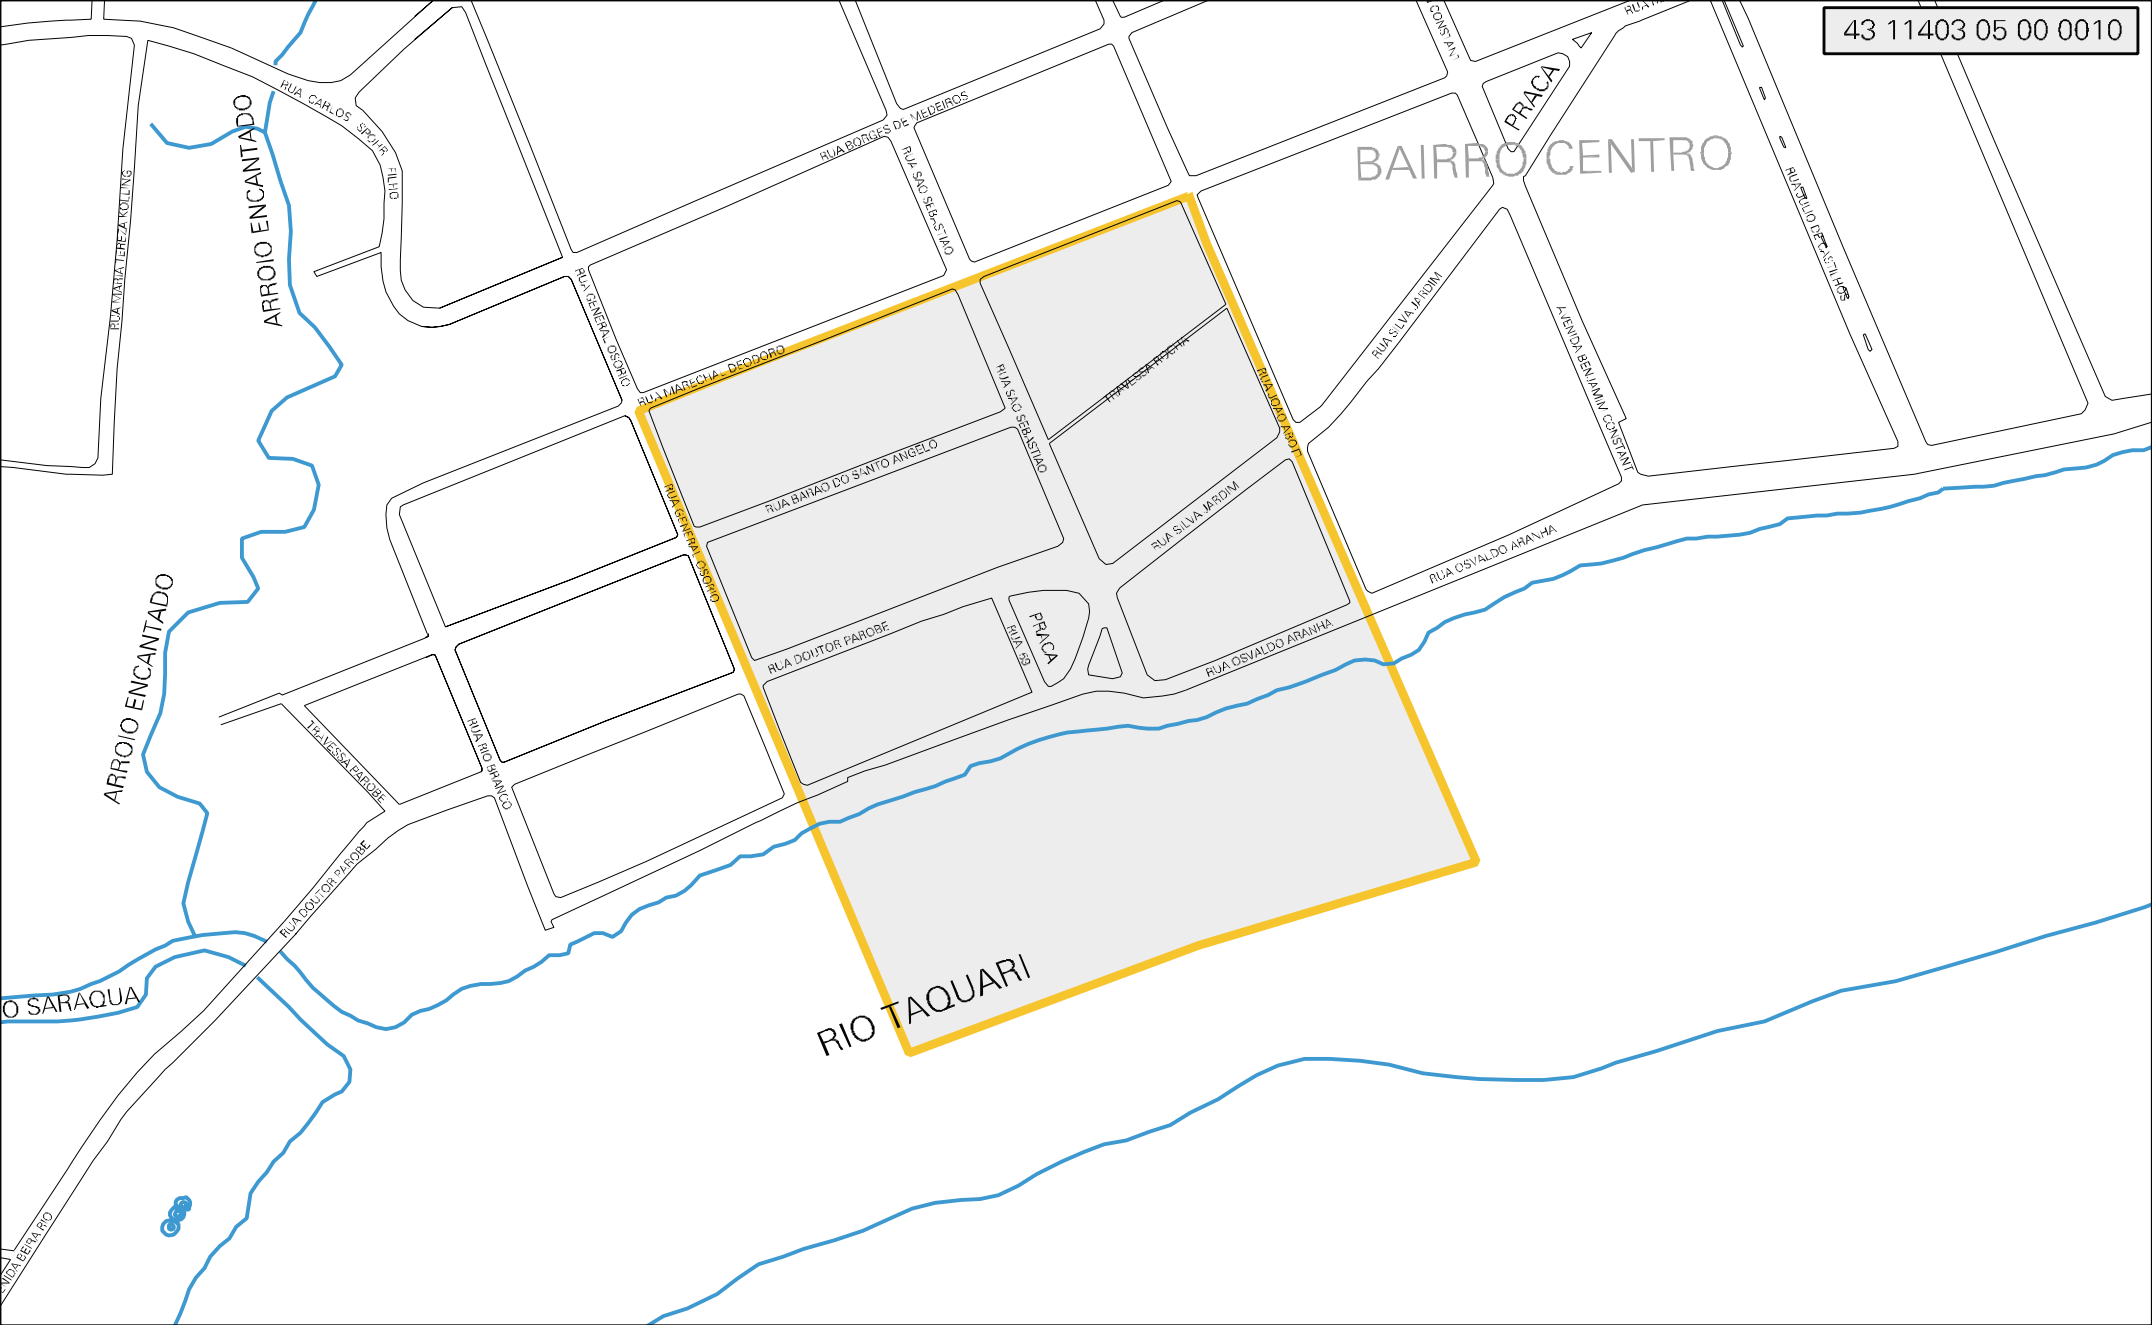 43 11403 05 00 0010
RUA CARLOS SPOHR FILHO
ARROIO ENCANTADO
RUA MARIA TEREZA KOLLING
RUA BORGES DE MEDEIROS
RUA SAO SEBASTIAO
PRACA
BAIRRO CENTRO
RUA JULIO DE CASTILHOS
RUA GENERAL OSORIO
RUA MARECHAL DEODORO
RUA SILVA JARDIM
AVENIDA BENJAMIM CONSTANT
TRAVESSA ROCHA
RUA SAO SEBASTIAO
RUA JOAO ABOTT
RUA BARAO DO SANTO ANGELO
RUA GENERAL OSORIO
RUA SILVA JARDIM
RUA OSVALDO ARANHA
ARROIO ENCANTADO
RUA DOUTOR PAROBE
RUA 59
PRACA
RUA OSVALDO ARANHA
TRAVESSA PAROBE
RUA RIO BRANCO
RUA DOUTOR PAROBE
O SARAQUA
RIO TAQUARI
NIDA BEIRA RIO